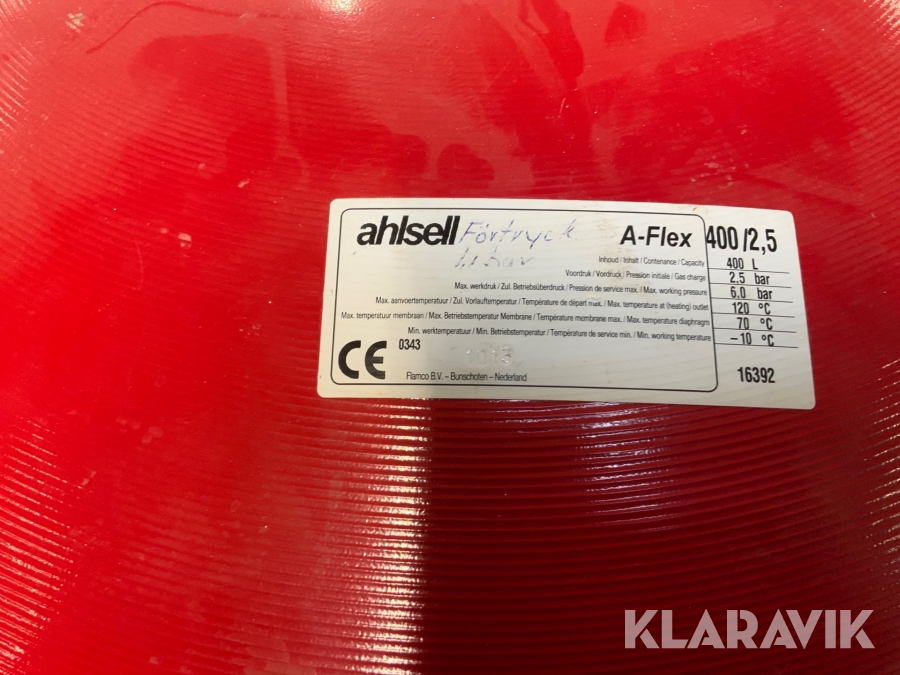 ahlsell Förtryck A-Flex 400/2,5
bar
Inhoud / Inhalt / Contenance / Capacity 400 L
Voordruk / Vordruck / Pression initiale / Gas charge 2.5 bar
Max. werkdruk / Zul. Betriebsüberdruck / Pression de service max. / Max. working pressure 6.0 bar
Max. aanvoertemperatuur / Zul. Vorlauftemperatur / Température de départ max. / Max. temperature at (heating) outlet 120 °C
Max. temperatuur membraan / Max. Betriebstemperatur Membrane / Température membrane max. / Max. temperature diaphragm 70 °C
Min. werktemperatuur / Min. Betriebstemperatur / Température de service min. / Min. working temperature –10 °C
CE 0343
1013
Flamco B.V. – Bunschoten – Nederland 16392
KLARAVIK